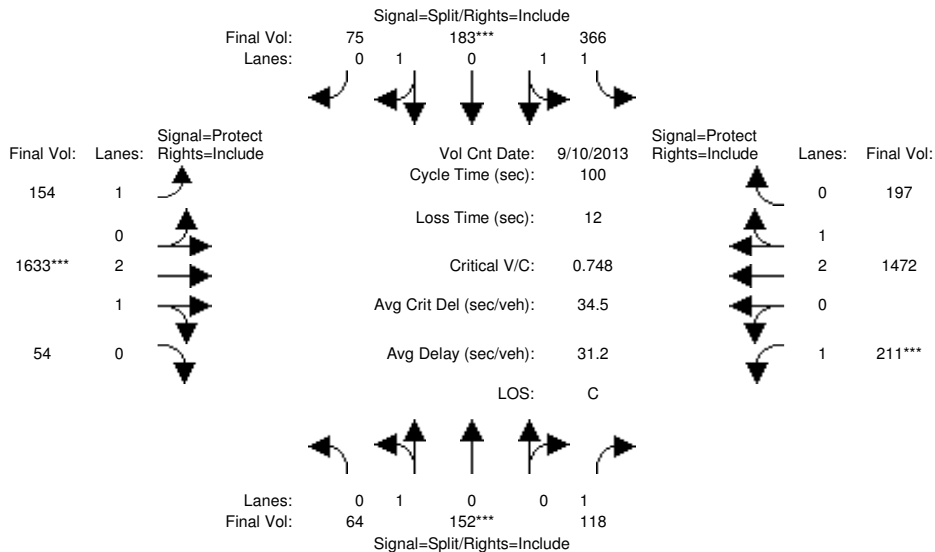 Signal=Split/Rights=Include
Final Vol: 75 183*** 366
Lanes: 0 1 0 1 1
Signal=Protect
Final Vol: Lanes: Rights=Include
Vol Cnt Date: 9/10/2013
Signal=Protect
Rights=Include Lanes: Final Vol:
Cycle Time (sec): 100
154 1
0 197
Loss Time (sec): 12
0
1
1633*** 2
Critical V/C: 0.748
2 1472
1
Avg Crit Del (sec/veh): 34.5
0
54 0
Avg Delay (sec/veh): 31.2
1 211***
LOS: C
Lanes: 0 1 0 0 1
Final Vol: 64 152*** 118
Signal=Split/Rights=Include